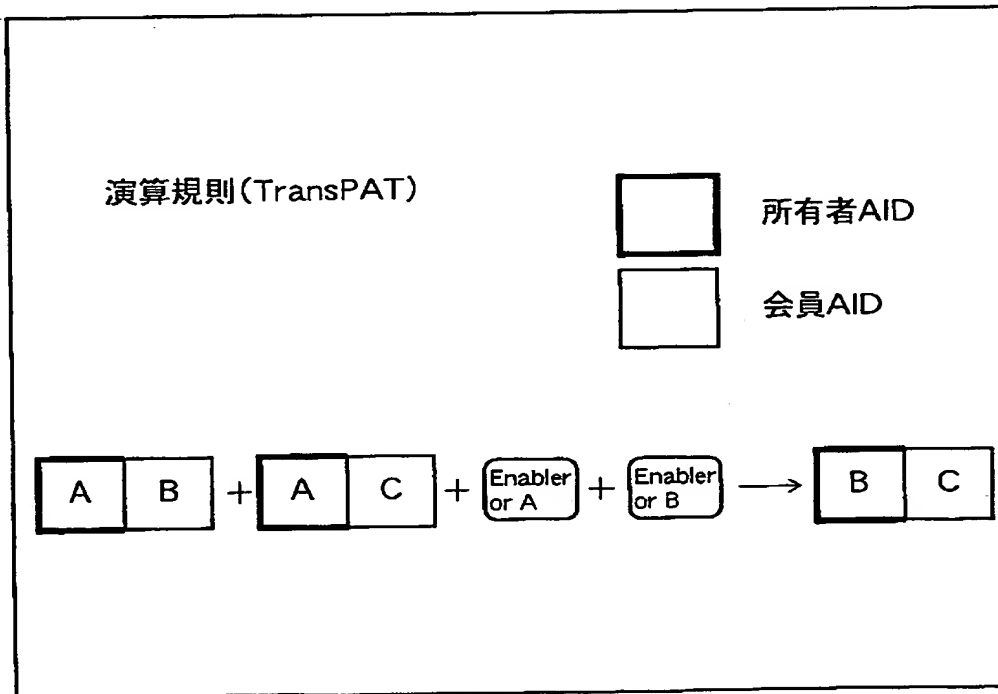 演算規則(TransPAT)
所有者AID
会員AID
A B + A C + Enabler or A + Enabler or B → B C